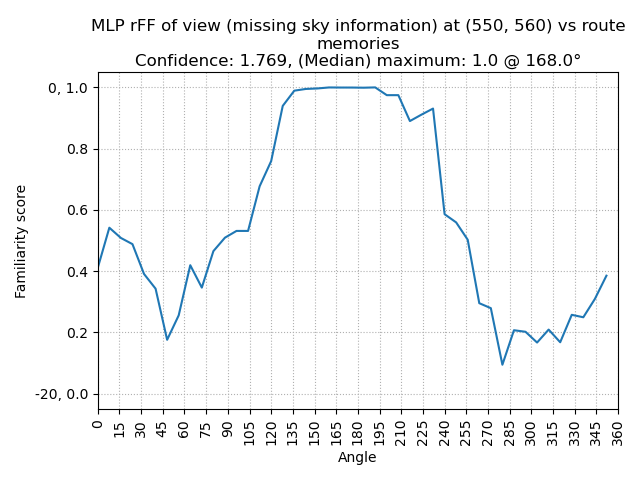 MLP rFF of view (missing sky information) at (550, 560) vs route
memories
Confidence: 1.769, (Median) maximum: 1.0 @ 168.0°
0, 1.0
0.8
0.6
0.4
0.2
-20, 0.0
Familiarity score
0 15 30 45 60 75 90 105 120 135 150 165 180 195 210 225 240 255 270 285 300 315 330 345 360
Angle